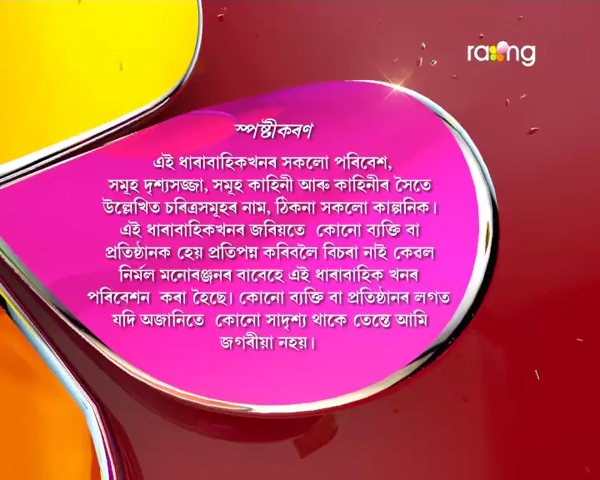 rang
স্পষ্টীকৰণ
এই ধাৰাবাহিকখনৰ সকলো পৰিবেশ,
সমূহ দৃশ্যসজ্জা, সমূহ কাহিনী আৰু কাহিনীৰ সৈতে
উল্লেখিত চৰিত্ৰসমূহৰ নাম, ঠিকনা সকলো কাল্পনিক।
এই ধাৰাবাহিকখনৰ জৰিয়তে কোনো ব্যক্তি বা
প্ৰতিষ্ঠানক হেয় প্ৰতিপন্ন কৰিবলৈ বিচৰা নাই কেৱল
নিৰ্মল মনোৰঞ্জনৰ বাবেহে এই ধাৰাবাহিক খনৰ
পৰিবেশন কৰা হৈছে। কোনো ব্যক্তি বা প্ৰতিষ্ঠানৰ লগত
যদি অজানিতে কোনো সাদৃশ্য থাকে তেন্তে আমি
জগৰীয়া নহয়।